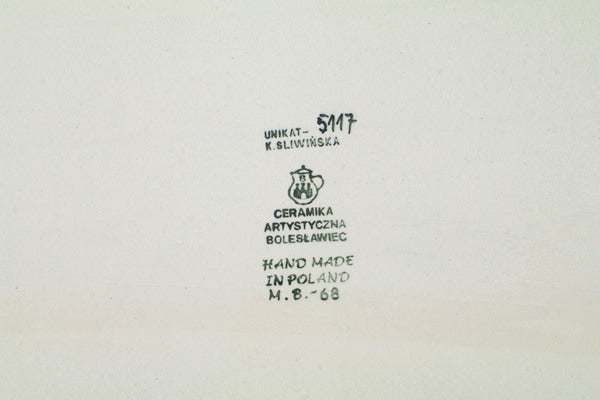 UNIKAT- 5117
K.SLIWIŃSKA
B
CERAMIKA
ARTYSTYCZNA
BOLESŁAWIEC
HAND MADE
IN POLAND
M.B.-68